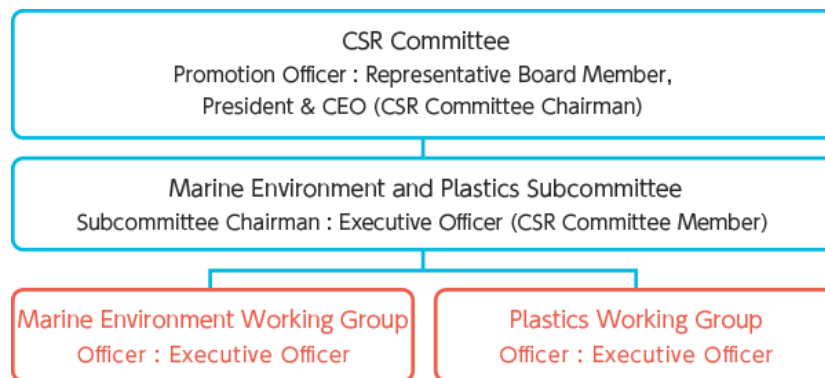 CSR Committee
Promotion Officer : Representative Board Member,
President & CEO (CSR Committee Chairman)
Marine Environment and Plastics Subcommittee
Subcommittee Chairman : Executive Officer (CSR Committee Member)
Marine Environment Working Group
Officer : Executive Officer
Plastics Working Group
Officer : Executive Officer